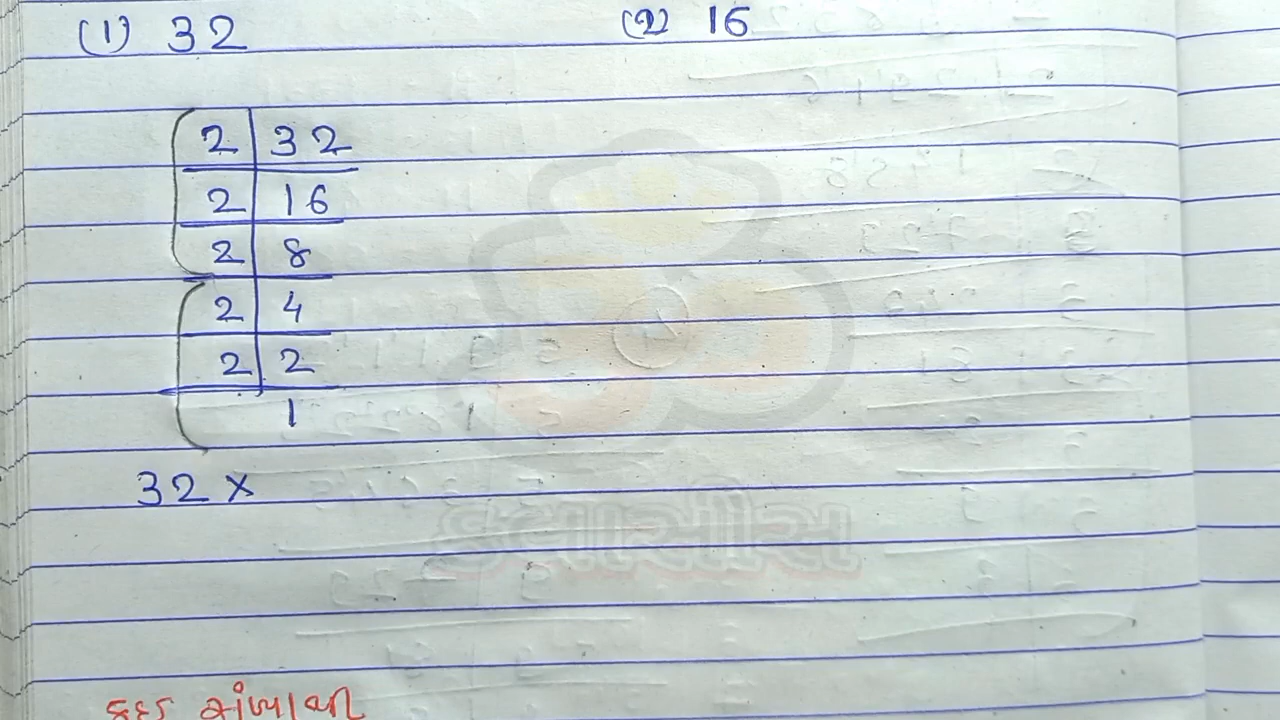 (1) 32 (2) 16
2 | 32
2 | 16
2 | 8
2 | 4
2 | 2
1
32 ×